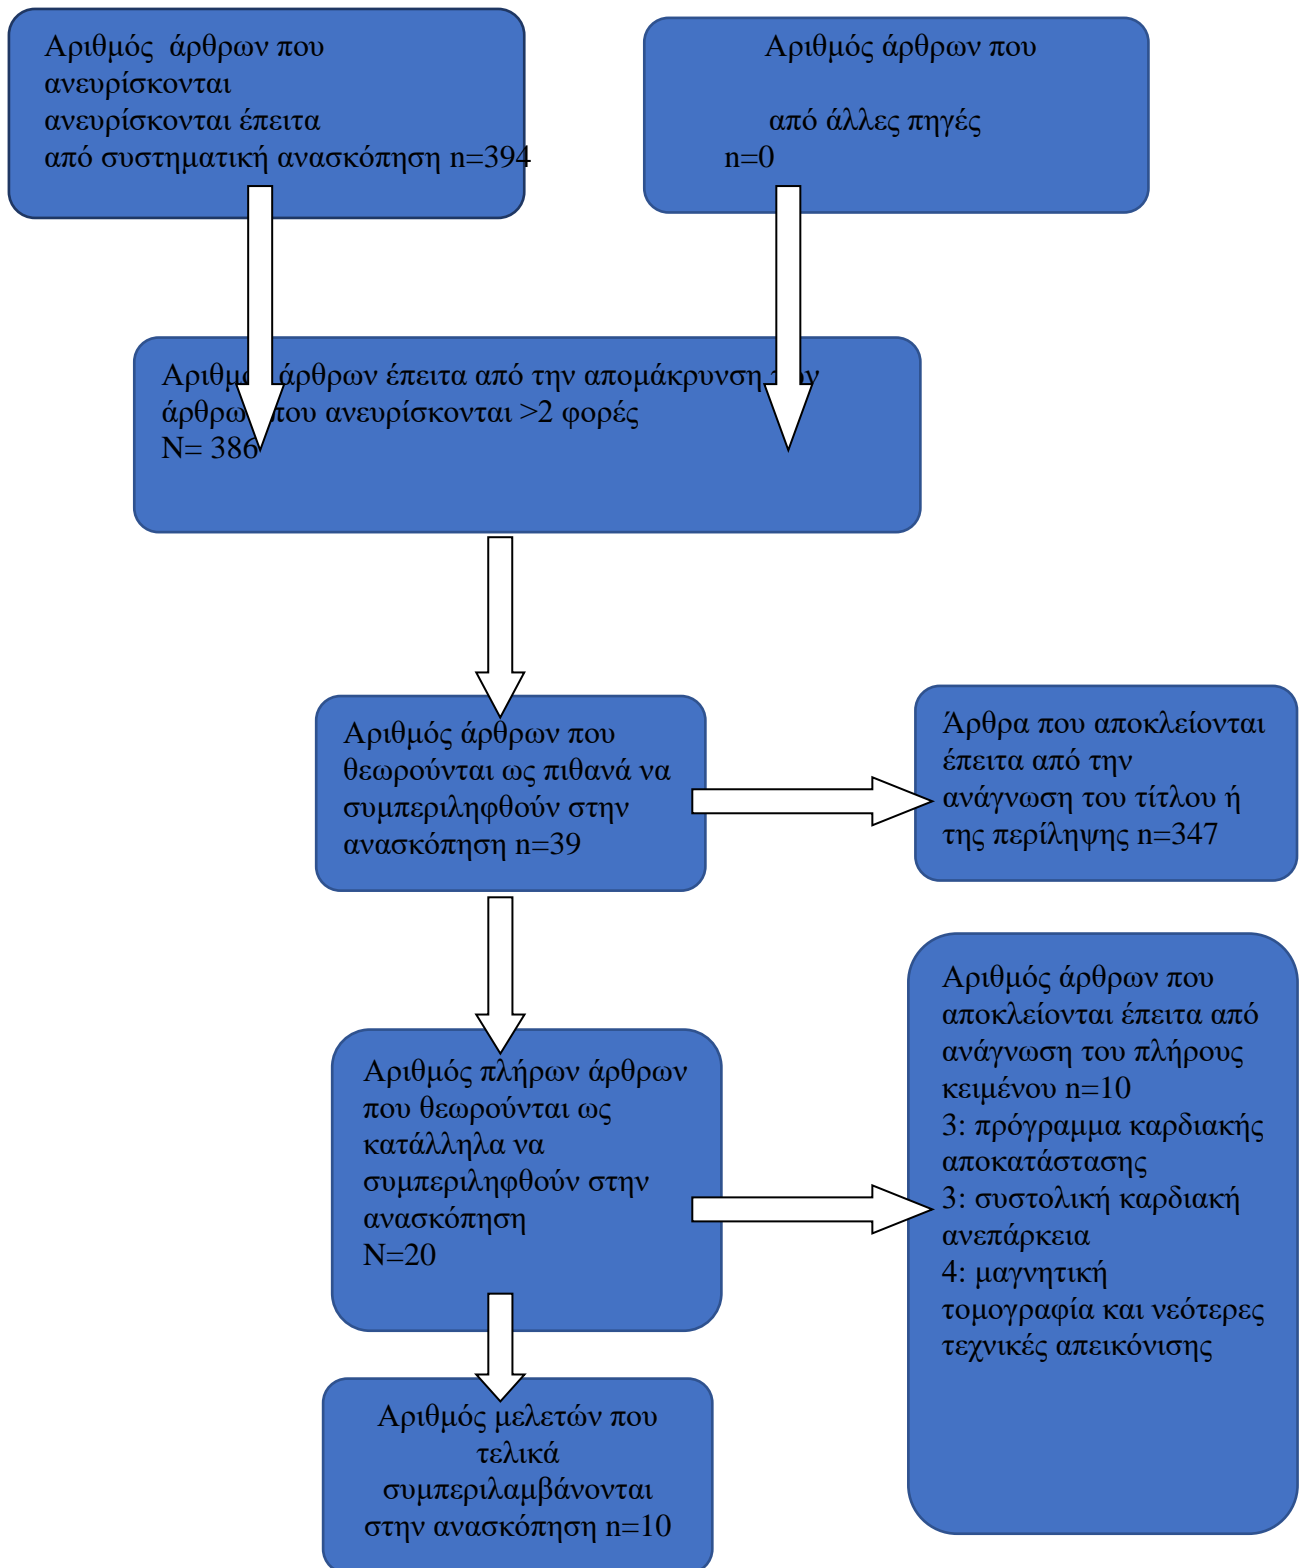 Αριθμός άρθρων που
ανευρίσκονται
ανευρίσκονται έπειτα
από συστηματική ανασκόπηση n=394
Αριθμός άρθρων που
από άλλες πηγές
n=0
Αριθμό άρθρων έπειτα από την απομάκρυνση των
άρθρων που ανευρίσκονται >2 φορές
N= 386
Αριθμός άρθρων που
θεωρούνται ως πιθανά να
συμπεριληφθούν στην
ανασκόπηση n=39
Άρθρα που αποκλείονται
έπειτα από την
ανάγνωση του τίτλου ή
της περίληψης n=347
Αριθμός πλήρων άρθρων
που θεωρούνται ως
κατάλληλα να
συμπεριληφθούν στην
ανασκόπηση
N=20
Αριθμός άρθρων που
αποκλείονται έπειτα από
ανάγνωση του πλήρους
κειμένου n=10
3: πρόγραμμα καρδιακής
αποκατάστασης
3: συστολική καρδιακή
ανεπάρκεια
4: μαγνητική
τομογραφία και νεότερες
τεχνικές απεικόνισης
Αριθμός μελετών που
τελικά
συμπεριλαμβάνονται
στην ανασκόπηση n=10